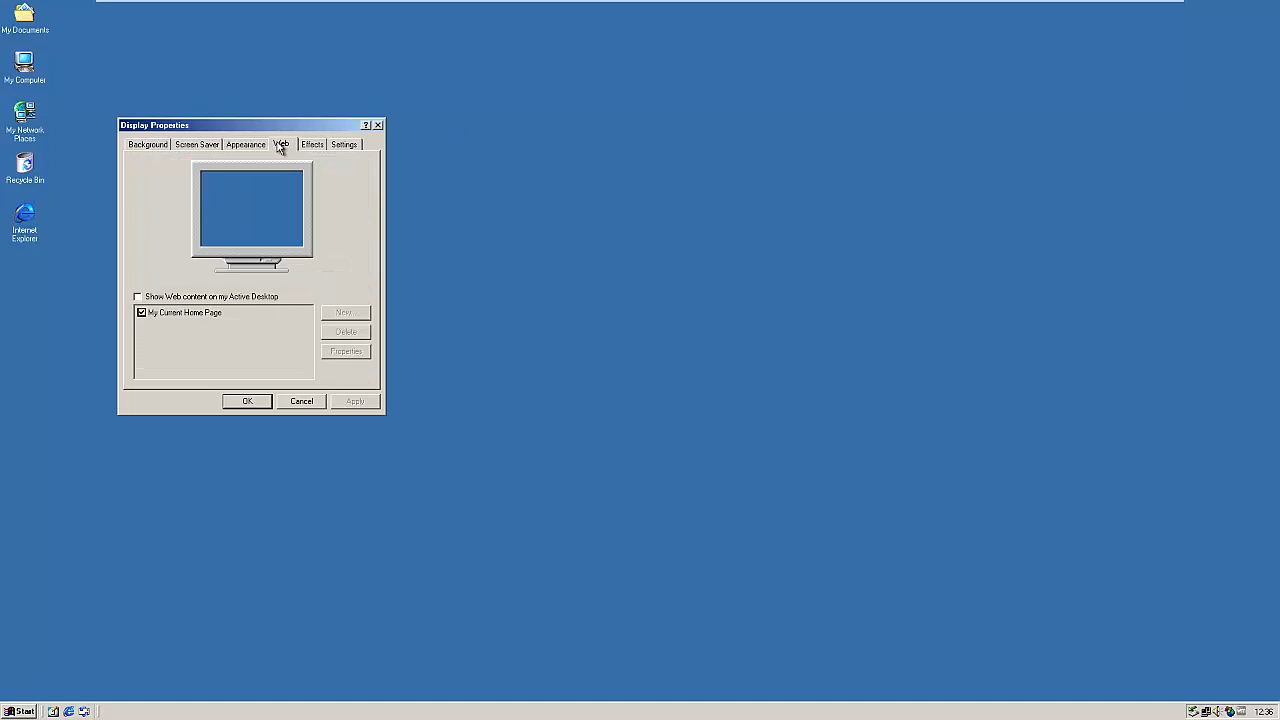 My Documents
My Computer
My Network
Places
Recycle Bin
Internet
Explorer
Display Properties
Background
Screen Saver
Appearance
Web
Effects
Settings
Show Web content on my Active Desktop
My Current Home Page
New...
Delete
Properties
OK
Cancel
Apply
Start
12:36